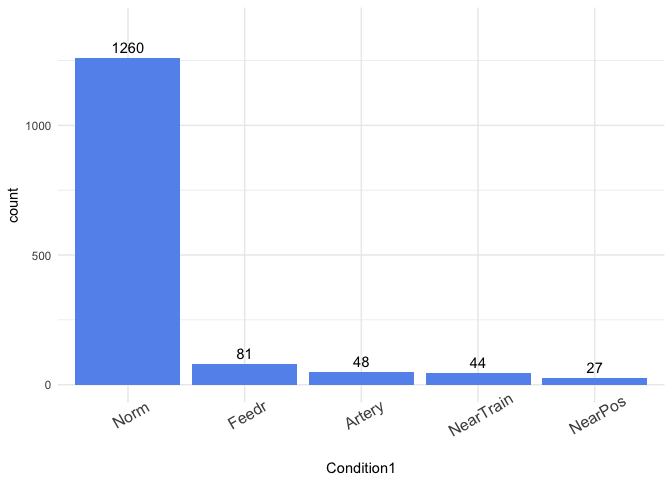 1260
1000
count
500
81
48
44
27
0
Norm
Feedr
Artery
NearTrain
NearPos
Condition1